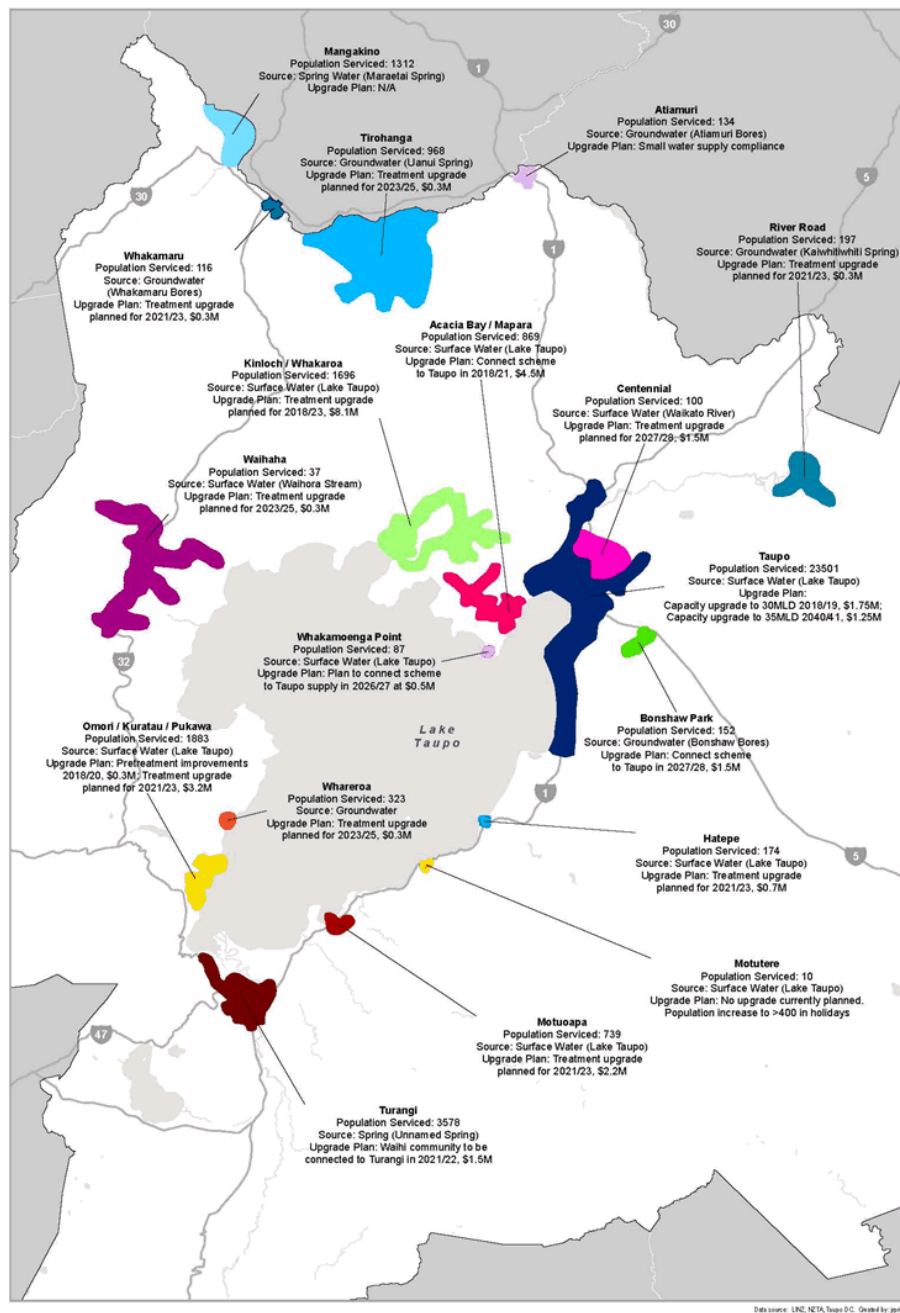 30
Mangakino
Population Serviced: 1312
Source: Spring Water (Maraetai Spring)
Upgrade Plan: N/A
1
Atiamuri
Population Serviced: 134
Source: Groundwater (Atiamuri Bores)
Upgrade Plan: Small water supply compliance
Tirohanga
Population Serviced: 968
Source: Groundwater (Uanui Spring)
Upgrade Plan: Treatment upgrade
planned for 2023/25, $0.3M
5
30
River Road
Population Serviced: 197
Source: Groundwater (Kaiwhitiwhiti Spring)
Upgrade Plan: Treatment upgrade
planned for 2021/23, $0.3M
1
Whakamaru
Population Serviced: 116
Source: Groundwater
(Whakamaru Bores)
Upgrade Plan: Treatment upgrade
planned for 2021/23, $0.3M
Acacia Bay / Mapara
Population Serviced: 869
Source: Surface Water (Lake Taupo)
Upgrade Plan: Connect scheme
to Taupo in 2018/21, $4.5M
Kinloch / Whakaroa
Population Serviced: 1696
Source: Surface Water (Lake Taupo)
Upgrade Plan: Treatment upgrade
planned for 2018/23, $8.1M
Centennial
Population Serviced: 100
Source: Surface Water (Waikato River)
Upgrade Plan: Treatment upgrade
planned for 2027/28, $1.5M
Waihaha
Population Serviced: 37
Source: Surface Water (Waihora Stream)
Upgrade Plan: Treatment upgrade
planned for 2023/25, $0.3M
Taupo
Population Serviced: 23501
Source: Surface Water (Lake Taupo)
Upgrade Plan:
Capacity upgrade to 30MLD 2018/19, $1.75M;
Capacity upgrade to 35MLD 2040/41, $1.25M
Whakamoenga Point
Population Serviced: 87
Source: Surface Water (Lake Taupo)
Upgrade Plan: Plan to connect scheme
to Taupo supply in 2026/27 at $0.5M
32
Lake
Taupo
Bonshaw Park
Population Serviced: 152
Source: Groundwater (Bonshaw Bores)
Upgrade Plan: Connect scheme
to Taupo in 2027/28, $1.5M
Omori / Kuratau / Pukawa
Population Serviced: 1883
Source: Surface Water (Lake Taupo)
Upgrade Plan: Pretreatment improvements
2018/20, $0.3M; Treatment upgrade
planned for 2021/23, $3.2M
Whareroa
Population Serviced: 323
Source: Groundwater
Upgrade Plan: Treatment upgrade
planned for 2023/25, $0.3M
1
Hatepe
Population Serviced: 174
Source: Surface Water (Lake Taupo)
Upgrade Plan: Treatment upgrade
planned for 2021/23, $0.7M
5
Motutere
Population Serviced: 10
Source: Surface Water (Lake Taupo)
Upgrade Plan: No upgrade currently planned.
Population increase to >400 in holidays
Motuoapa
Population Serviced: 739
Source: Surface Water (Lake Taupo)
Upgrade Plan: Treatment upgrade
planned for 2021/23, $2.2M
47
Turangi
Population Serviced: 3578
Source: Spring (Unnamed Spring)
Upgrade Plan: Waihi community to be
connected to Turangi in 2021/22, $1.5M
Data source: LINZ, NZTA, Taupo D.C. Created by: